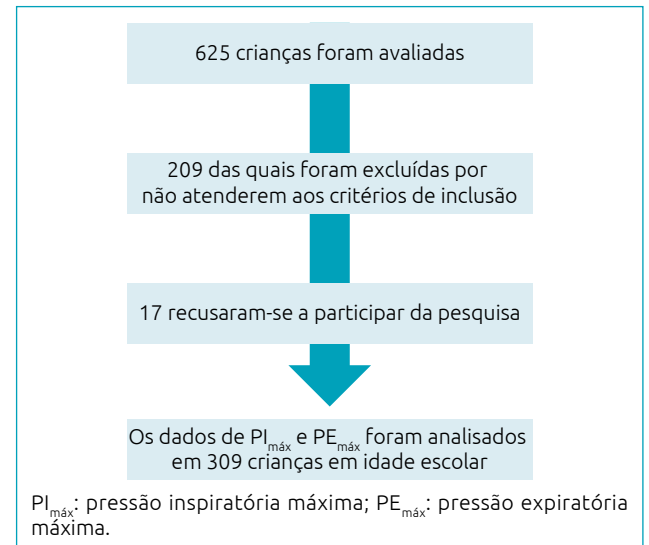 625 crianças foram avaliadas
209 das quais foram excluídas por
não atenderem aos critérios de inclusão
17 recusaram-se a participar da pesquisa
Os dados de PImáx e PEmáx foram analisados
em 309 crianças em idade escolar
PImáx: pressão inspiratória máxima; PEmáx: pressão expiratória
máxima.